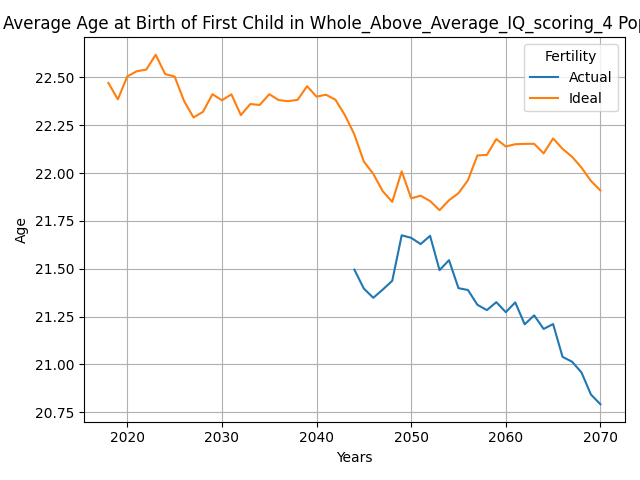 Average Age at Birth of First Child in Whole_Above_Average_IQ_scoring_4 Po
Fertility
Actual
Ideal
22.50
22.25
22.00
21.75
21.50
21.25
21.00
20.75
Age
2020 2030 2040 2050 2060 2070
Years